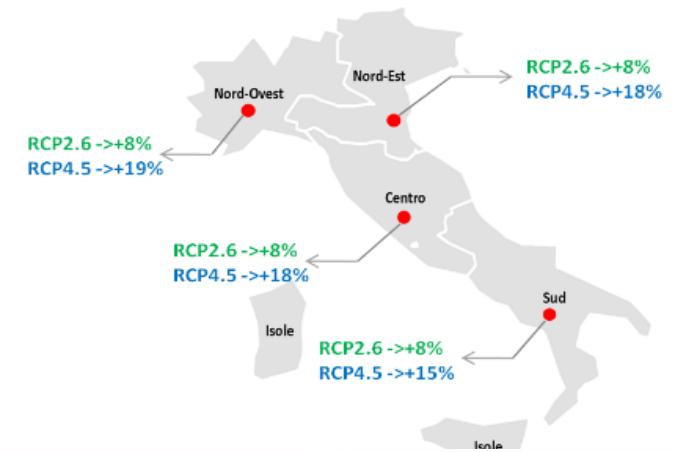 Nord-Est
RCP2.6 ->+8%
RCP4.5 ->+18%
Nord-Ovest
RCP2.6 ->+8%
RCP4.5 ->+19%
Centro
RCP2.6 ->+8%
RCP4.5 ->+18%
Sud
Isole
RCP2.6 ->+8%
RCP4.5 ->+15%
Isole